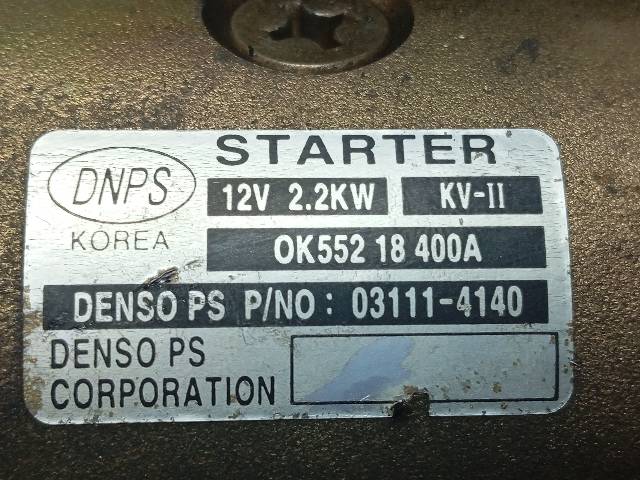 STARTER
DNPS
KOREA
12V 2.2KW
KV-II
OK552 18 400A
DENSO PS P/NO : 03111-4140
DENSO PS
CORPORATION